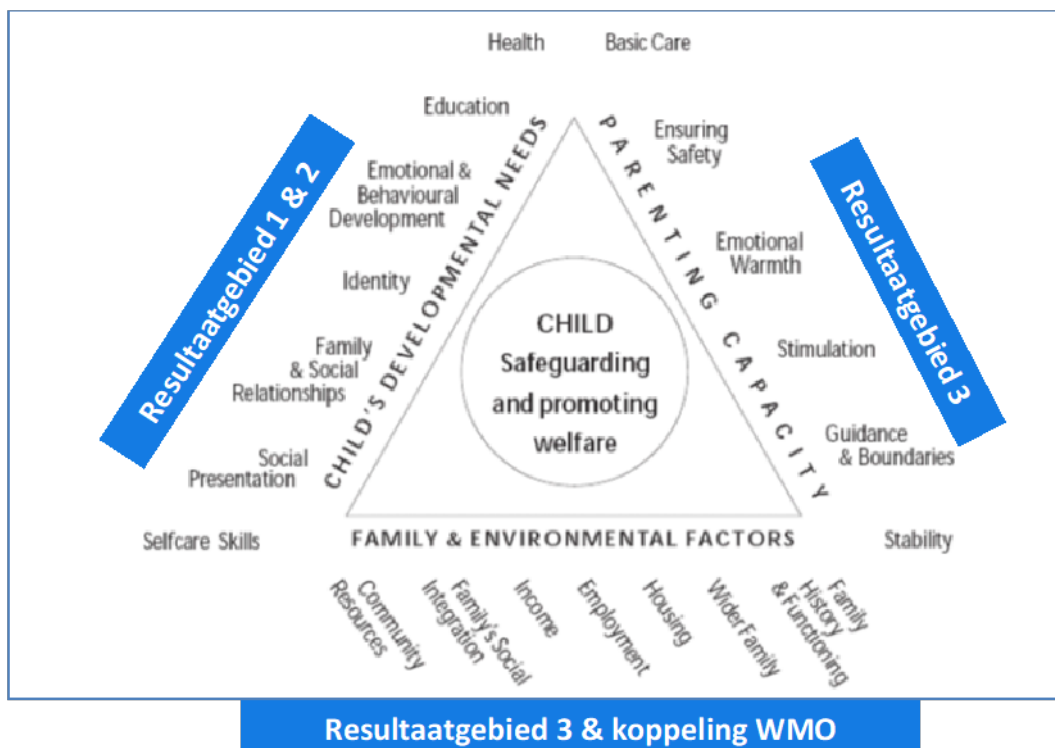 Health
Basic Care
Education
Ensuring
Safety
Emotional &
Behavioural
Development
Emotional
Warmth
Identity
Family
& Social
Relationships
Stimulation
Social
Presentation
Guidance
& Boundaries
Selfcare Skills
Stability
CHILD'S DEVELOPMENTAL NEEDS
PARENTING CAPACITY
CHILD
Safeguarding
and promoting
welfare
FAMILY & ENVIRONMENTAL FACTORS
Community
Resources
Family's Social
Integration
Income
Employment
Housing
Wider Family
Family
History
& Functioning
Resultaatgebied 1 & 2
Resultaatgebied 3
Resultaatgebied 3 & koppeling WMO